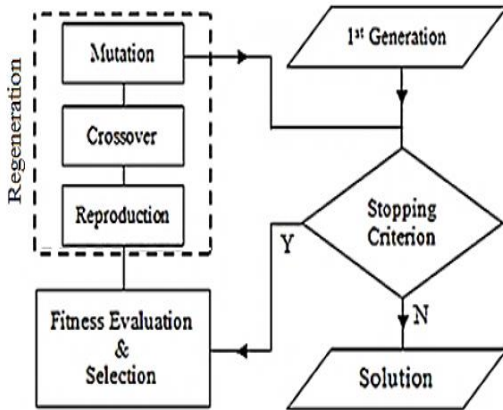 Regeneration
Mutation
Crossover
Reproduction
Fitness Evaluation
&
Selection
1st Generation
Stopping
Criterion
Y
N
Solution